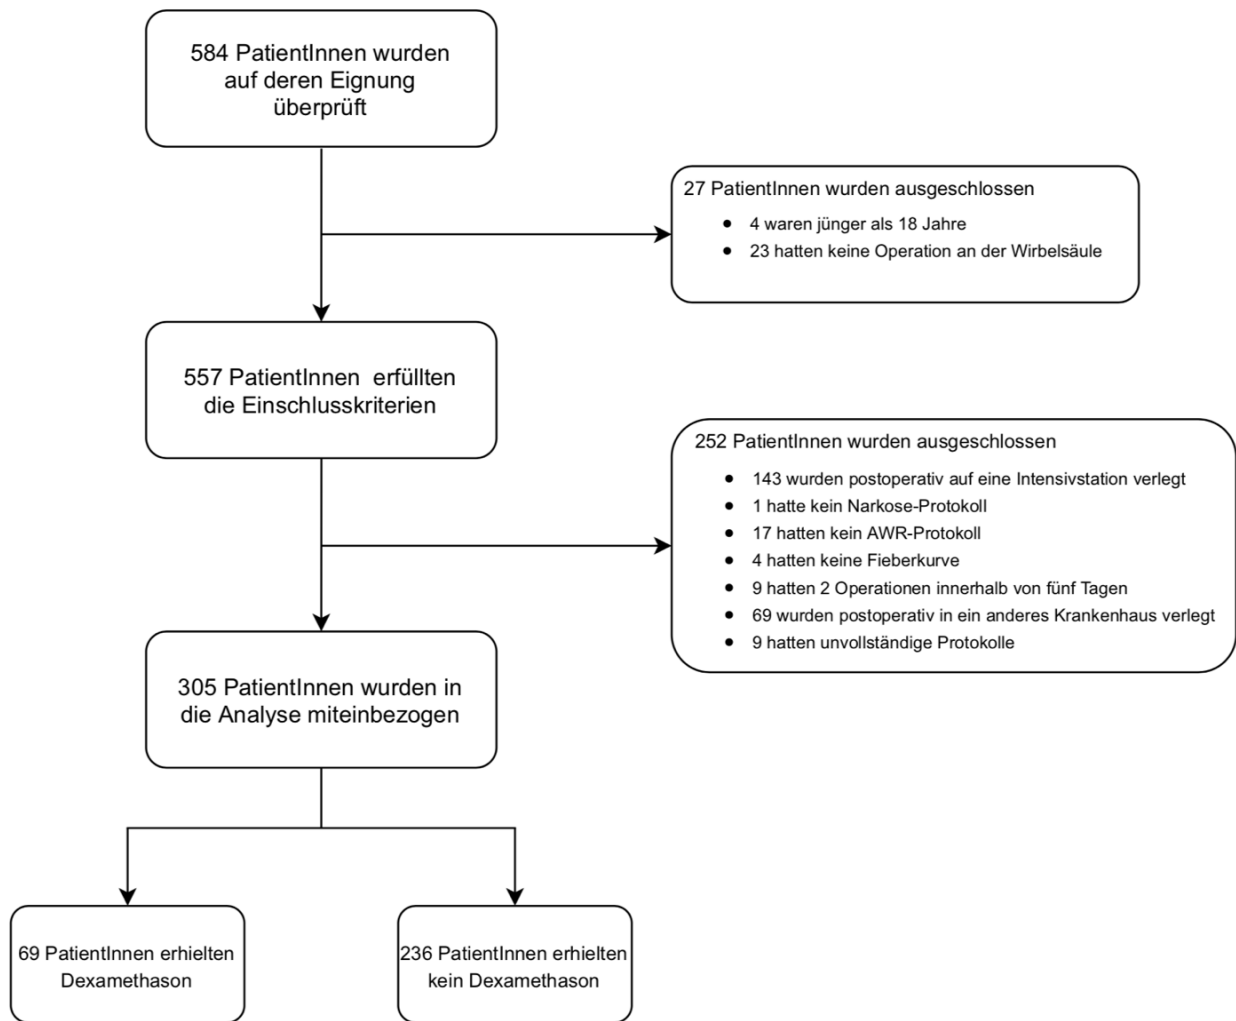 584 PatientInnen wurden
auf deren Eignung
überprüft
27 PatientInnen wurden ausgeschlossen
● 4 waren jünger als 18 Jahre
● 23 hatten keine Operation an der Wirbelsäule
557 PatientInnen erfüllten
die Einschlusskriterien
252 PatientInnen wurden ausgeschlossen
● 143 wurden postoperativ auf eine Intensivstation verlegt
● 1 hatte kein Narkose-Protokoll
● 17 hatten kein AWR-Protokoll
● 4 hatten keine Fieberkurve
● 9 hatten 2 Operationen innerhalb von fünf Tagen
● 69 wurden postoperativ in ein anderes Krankenhaus verlegt
● 9 hatten unvollständige Protokolle
305 PatientInnen wurden in
die Analyse miteinbezogen
69 PatientInnen erhielten
Dexamethason
236 PatientInnen erhielten
kein Dexamethason